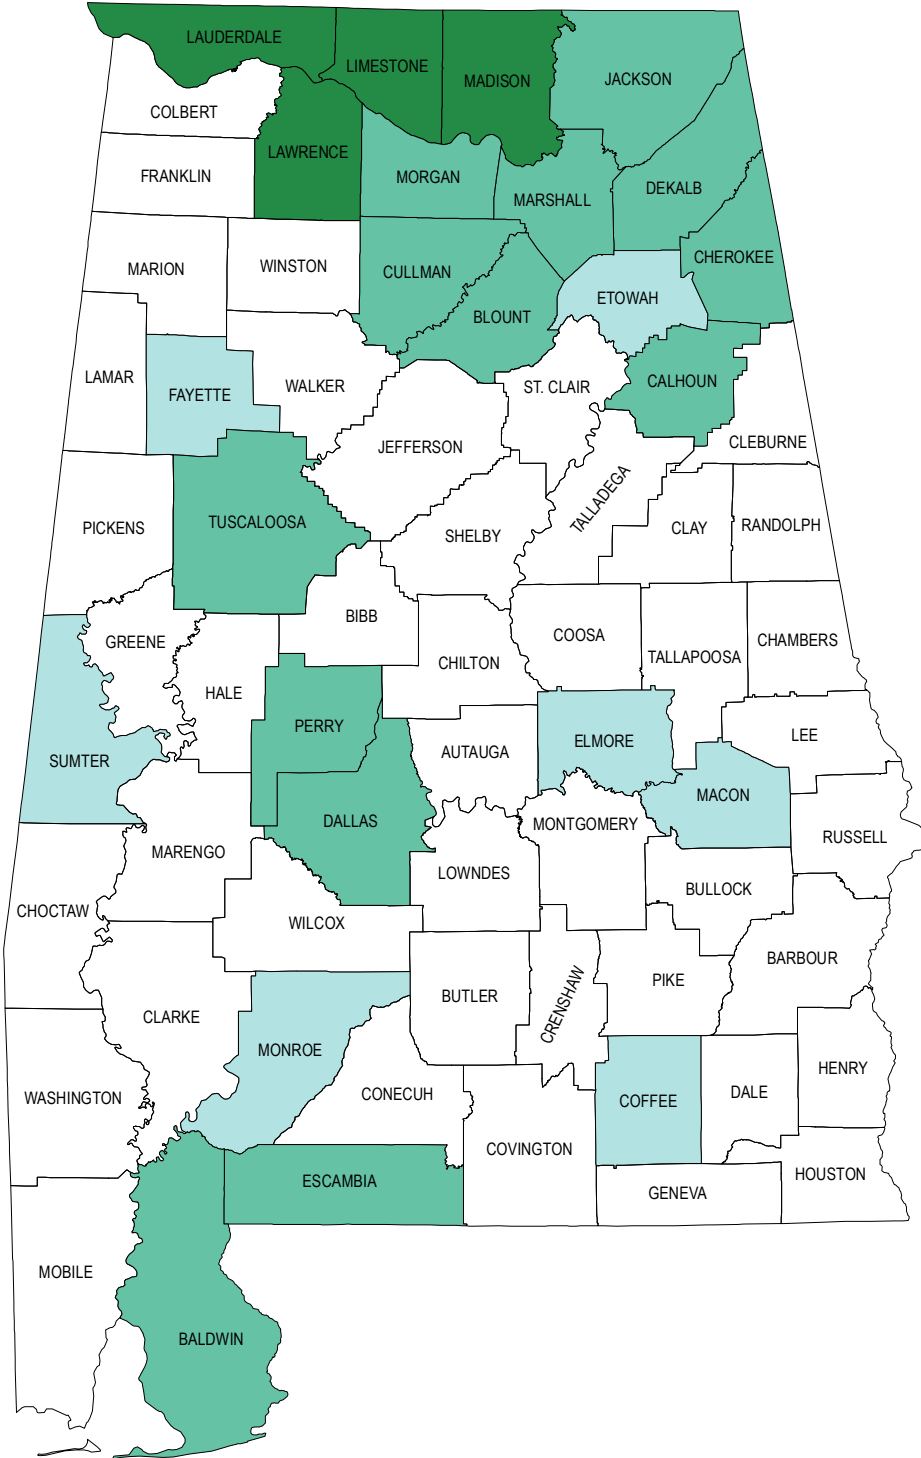 LAUDERDALE
LIMESTONE
MADISON
JACKSON
COLBERT
LAWRENCE
FRANKLIN
MORGAN
MARSHALL
DEKALB
CHEROKEE
MARION
WINSTON
CULLMAN
ETOWAH
BLOUNT
LAMAR
FAYETTE
WALKER
ST. CLAIR
CALHOUN
JEFFERSON
CLEBURNE
TALLADEGA
PICKENS
TUSCALOOSA
SHELBY
CLAY
RANDOLPH
BIBB
GREENE
COOSA
CHAMBERS
TALLAPOOSA
CHILTON
HALE
PERRY
SUMTER
AUTAUGA
ELMORE
LEE
MACON
DALLAS
MONTGOMERY
RUSSELL
MARENGO
LOWNDES
BULLOCK
CHOCTAW
WILCOX
BARBOUR
PIKE
BUTLER
CRENSHAW
CLARKE
MONROE
HENRY
WASHINGTON
CONECUH
COFFEE
DALE
COVINGTON
ESCAMBIA
GENEVA
HOUSTON
MOBILE
BALDWIN